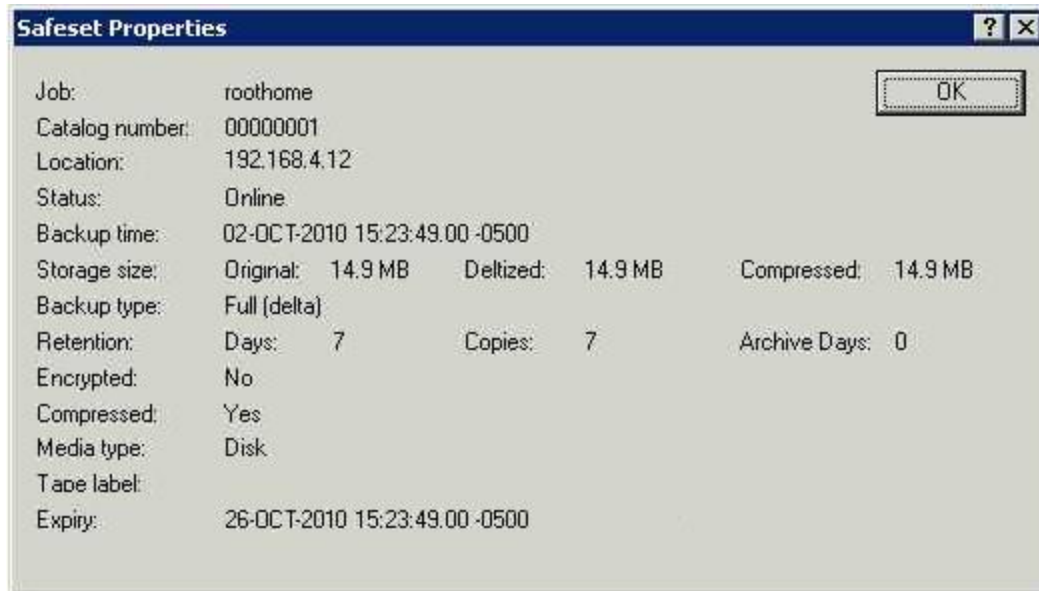 Safeset Properties
OK
Job: roothome
Catalog number: 00000001
Location: 192.168.4.12
Status: Online
Backup time: 02-OCT-2010 15:23:49.00 -0500
Storage size: Original: 14.9 MB Deltized: 14.9 MB Compressed: 14.9 MB
Backup type: Full (delta)
Retention: Days: 7 Copies: 7 Archive Days: 0
Encrypted: No
Compressed: Yes
Media type: Disk
Tape label:
Expiry: 26-OCT-2010 15:23:49.00 -0500